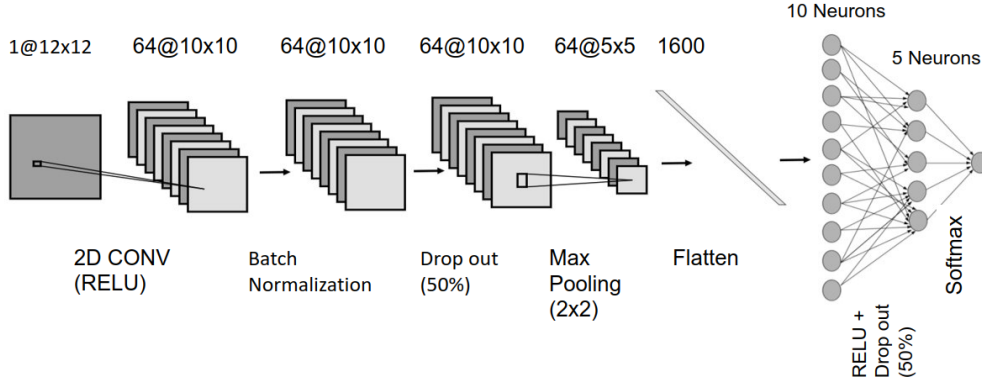 10 Neurons
1@12x12
64@10x10
64@10x10
64@10x10
64@5x5
1600
5 Neurons
2D CONV
(RELU)
Batch
Normalization
Drop out
(50%)
Max
Pooling
(2x2)
Flatten
RELU +
Drop out
(50%)
Softmax